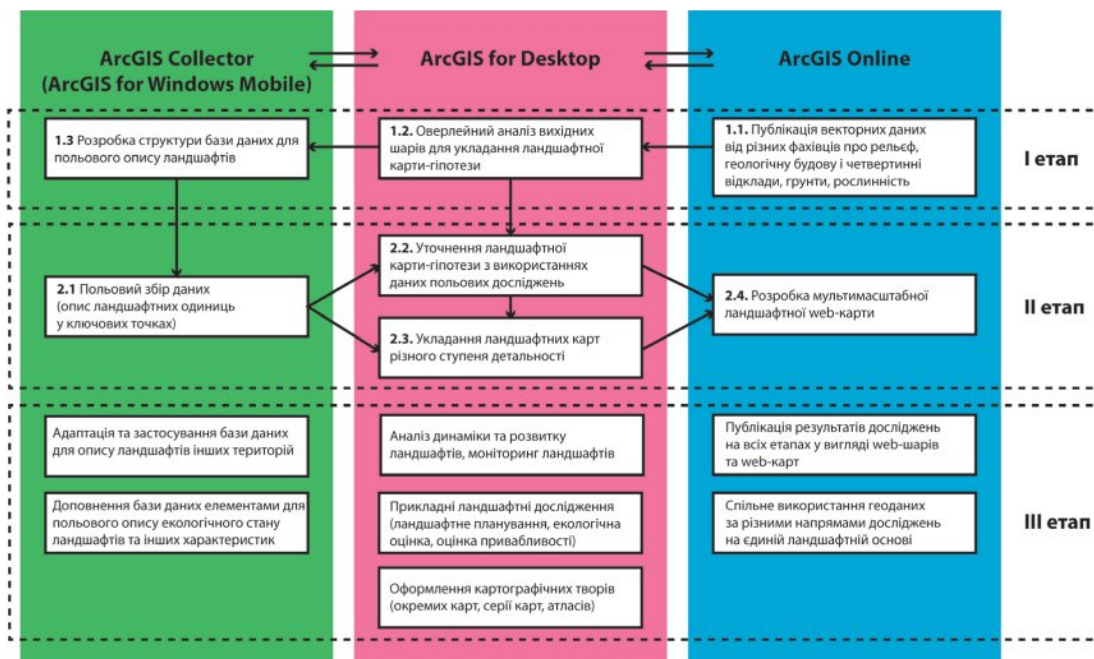 ArcGIS Collector
(ArcGIS for Windows Mobile)
ArcGIS for Desktop
ArcGIS Online
1.3 Розробка структури бази даних для
польового опису ландшафтів
1.2. Оверлейний аналіз вихідних
шарів для укладання ландшафтної
карти-гіпотези
1.1. Публікація векторних даних
від різних фахівців про рельєф,
геологічну будову і четвертинні
відклади, грунти, рослинність
I етап
2.1 Польовий збір даних
(опис ландшафтних одиниць
у ключових точках)
2.2. Уточнення ландшафтної
карти-гіпотези з використаннях
даних польових досліджень
2.3. Укладання ландшафтних карт
різного ступеня детальності
2.4. Розробка мультимасштабної
ландшафтної web-карти
II етап
Адаптація та застосування бази даних
для опису ландшафтів інших територій
Доповнення бази даних елементами для
польового опису екологічного стану
ландшафтів та інших характеристик
Аналіз динаміки та розвитку
ландшафтів, моніторинг ландшафтів
Прикладні ландшафтні дослідження
(ландшафтне планування, екологічна
оцінка, оцінка привабливості)
Оформлення картографічних творів
(окремих карт, серії карт, атласів)
Публікація результатів досліджень
на всіх етапах у вигляді web-шарів
та web-карт
Спільне використання геоданих
за різними напрямами досліджень
на єдиній ландшафтній основі
III етап